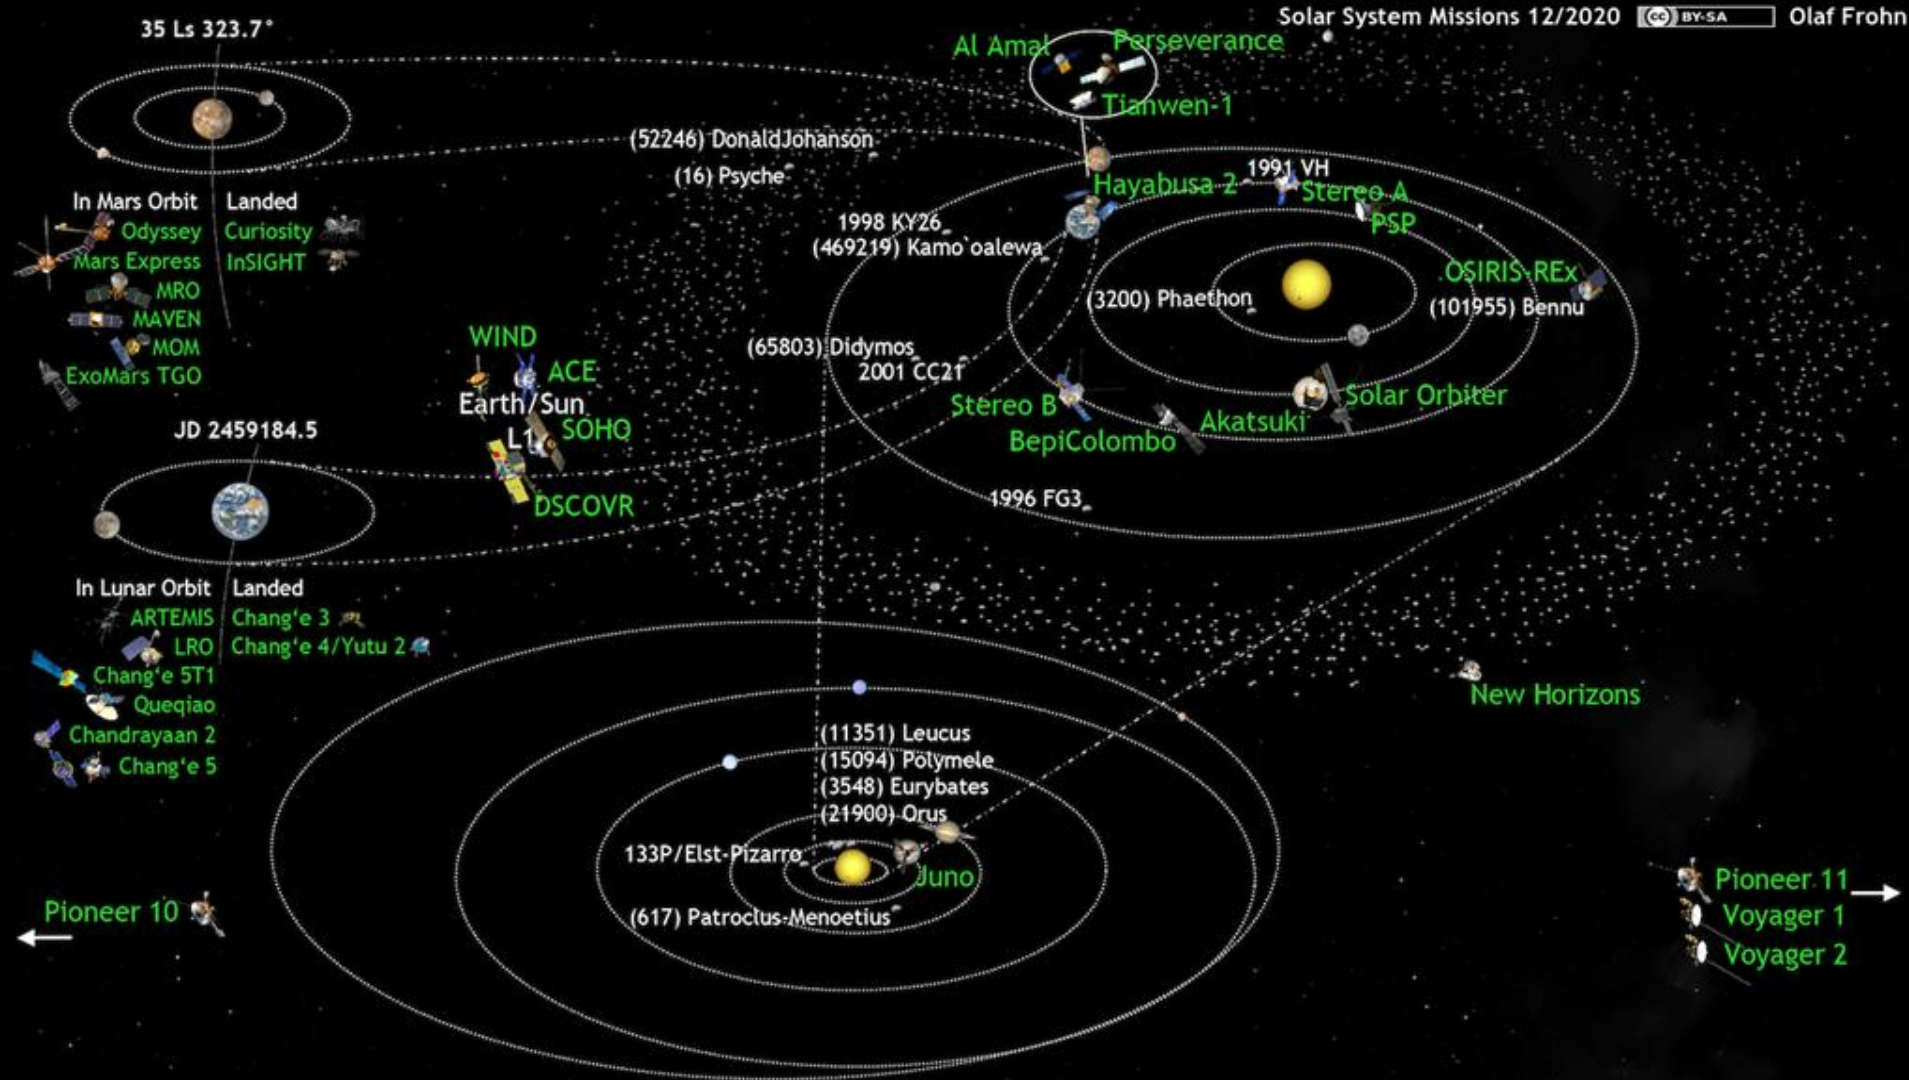 Solar System Missions 12/2020 cc BY-SA Olaf Frohn
35 Ls 323.7°
Al Amal
Perseverance
Tianwen-1
(52246) DonaldJohanson
(16) Psyche
1991 VH
Hayabusa 2
Stereo A
PSP
In Mars Orbit
Landed
Odyssey
Curiosity
Mars Express
InSIGHT
MRO
MAVEN
MOM
ExoMars TGO
1998 KY26
(469219) Kamo`oalewa
OSIRIS-REx
(3200) Phaethon
(101955) Bennu
WIND
ACE
Earth/Sun
L1
SOHO
DSCOVR
(65803) Didymos
2001 CC21
Stereo B
Solar Orbiter
Akatsuki
BepiColombo
1996 FG3
JD 2459184.5
In Lunar Orbit
Landed
ARTEMIS
Chang‘e 3
LRO
Chang‘e 4/Yutu 2
Chang‘e 5T1
Queqiao
Chandrayaan 2
Chang‘e 5
New Horizons
(11351) Leucus
(15094) Polymele
(3548) Eurybates
(21900) Orus
133P/Elst-Pizarro
Juno
(617) Patroclus-Menoetius
Pioneer 10
Pioneer 11
Voyager 1
Voyager 2